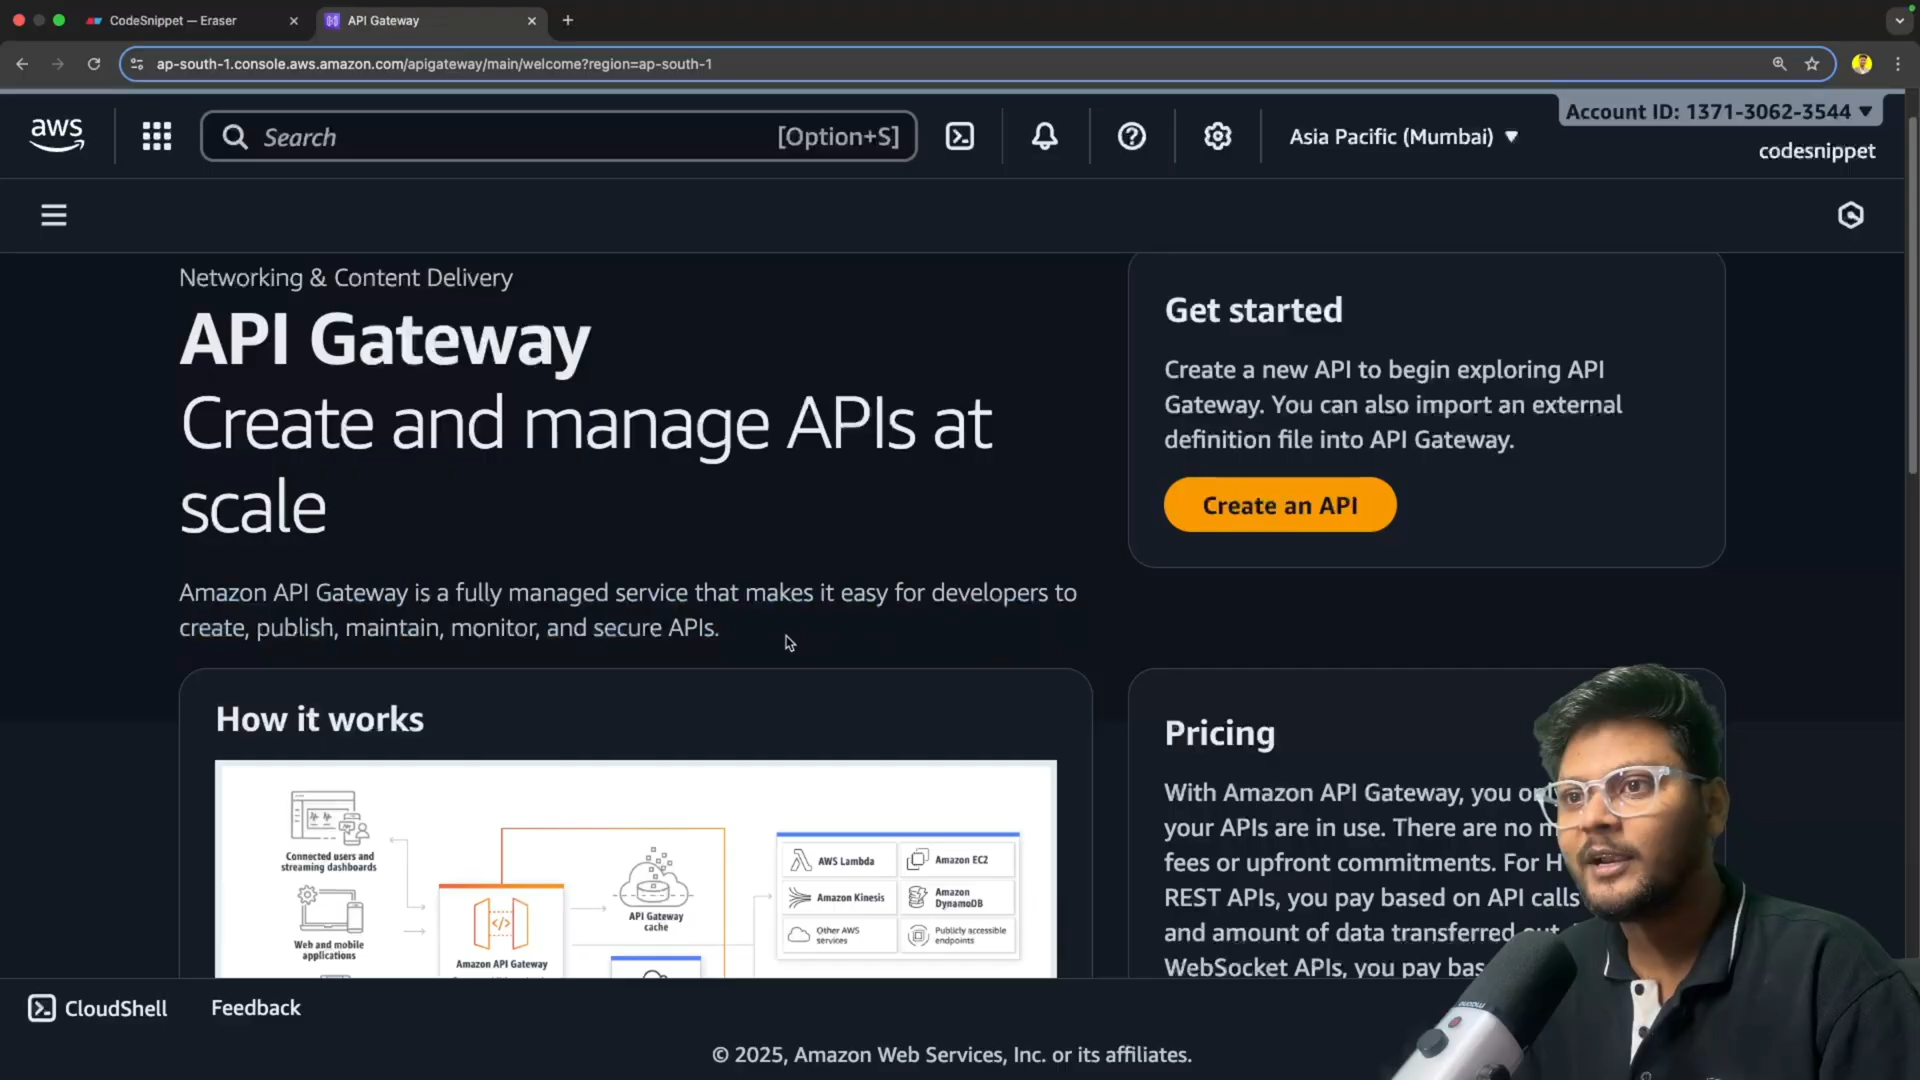 CodeSnippet — Eraser
API Gateway
ap-south-1.console.aws.amazon.com/apigateway/main/welcome?region=ap-south-1
aws
Search
[Option+S]
Asia Pacific (Mumbai)
Account ID: 1371-3062-3544
codesnippet
Networking & Content Delivery
API Gateway
Create and manage APIs at
scale
Amazon API Gateway is a fully managed service that makes it easy for developers to
create, publish, maintain, monitor, and secure APIs.
Get started
Create a new API to begin exploring API
Gateway. You can also import an external
definition file into API Gateway.
Create an API
How it works
Connected users and
streaming dashboards
Web and mobile
applications
Amazon API Gateway
API Gateway
cache
AWS Lambda
Amazon EC2
Amazon Kinesis
Amazon
DynamoDB
Other AWS
services
Publicly accessible
endpoints
Pricing
With Amazon API Gateway, you
your APIs are in use. There are no
fees or upfront commitments. For
REST APIs, you pay based on API calls
and amount of data transferred
WebSocket APIs, you pay
CloudShell
Feedback
© 2025, Amazon Web Services, Inc. or its affiliates.